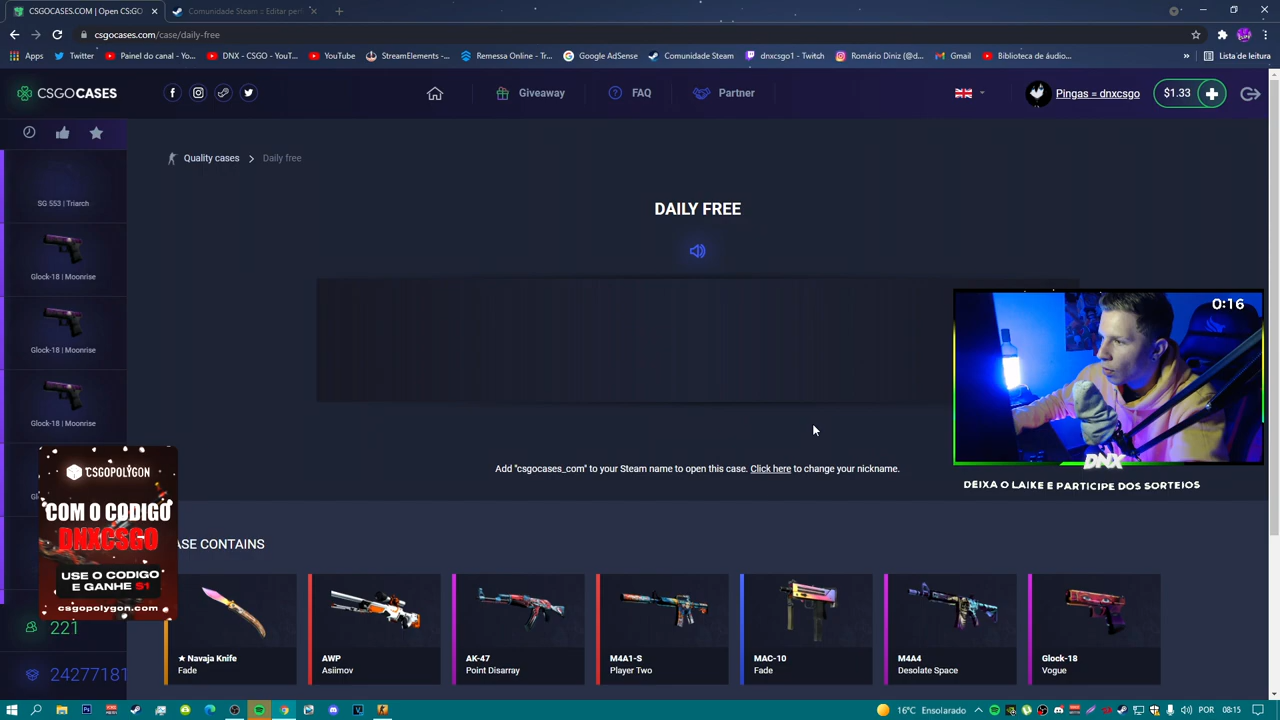 CSGOCASES.COM | Open CS:GO
Comunidade Steam :: Editar perf
csgocases.com/case/daily-free
Apps
Twitter
Painel do canal - Yo...
DNX - CSGO - YouT...
YouTube
StreamElements -...
Remessa Online - Tr...
Google AdSense
Comunidade Steam
dnxcsgo1 - Twitch
Romário Diniz (@d...
Gmail
Biblioteca de áudio...
»
Lista de leitura
CSGOCASES
Giveaway
FAQ
Partner
Pingas = dnxcsgo
$1.33
Quality cases
Daily free
SG 553 | Triarch
Glock-18 | Moonrise
Glock-18 | Moonrise
Glock-18 | Moonrise
DAILY FREE
0:16
DNX
DEIXA O LAIKE E PARTICIPE DOS SORTEIOS
Add "csgocases_com" to your Steam name to open this case. Click here to change your nickname.
CSGOPOLYGON
COM O CODIGO
DNXCSGO
USE O CODIGO
E GANHE $1
csgopolygon.com
221
24277181
ASE CONTAINS
★ Navaja Knife
Fade
AWP
Asiimov
AK-47
Point Disarray
M4A1-S
Player Two
MAC-10
Fade
M4A4
Desolate Space
Glock-18
Vogue
16°C Ensolarado
POR
08:15